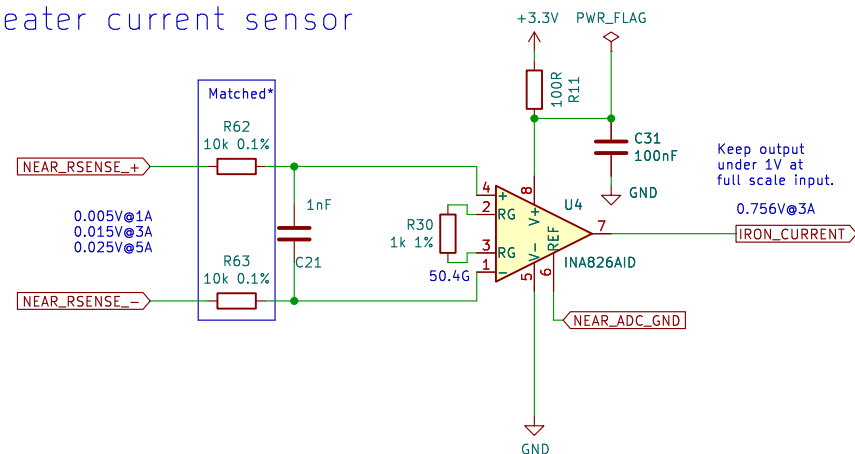 eater current sensor
+3.3V
PWR_FLAG
100R
R11
Matched*
R62
10k 0.1%
C31
100nF
Keep output
under 1V at
full scale input.
NEAR_RSENSE_+
4
+
8
V+
U4
GND
1nF
2
RG
R30
1k 1%
7
0.756V@3A
IRON_CURRENT
0.005V@1A
0.015V@3A
0.025V@5A
3
RG
REF
V-
R63
10k 0.1%
C21
50.4G
1
-
5
6
INA826AID
NEAR_RSENSE_-
NEAR_ADC_GND
GND